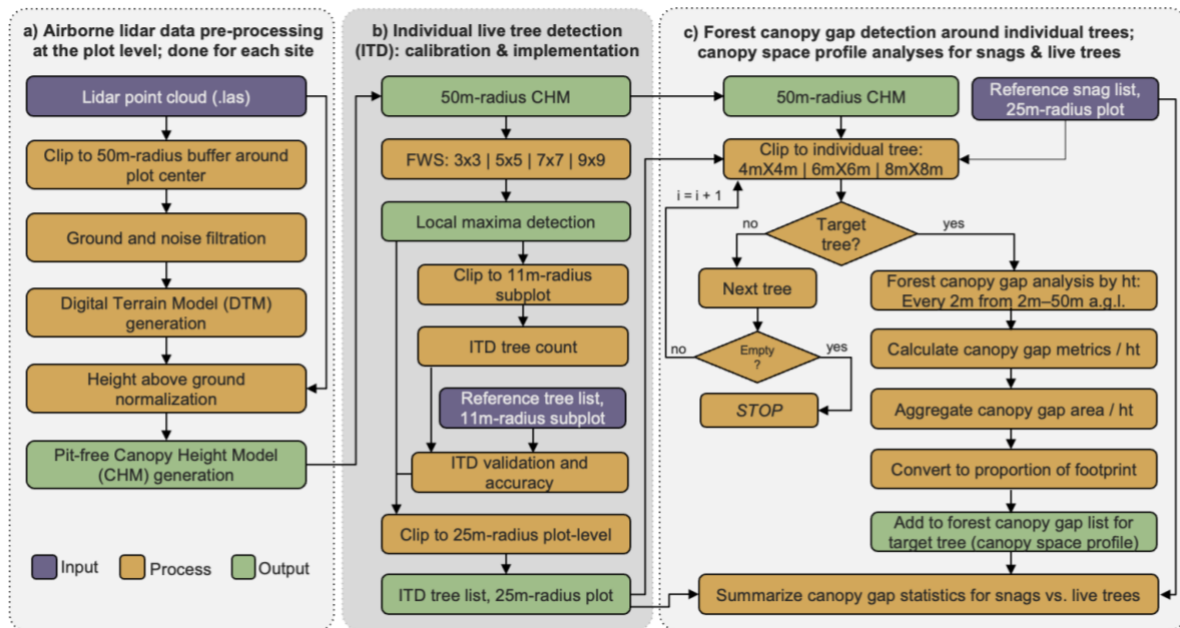 a) Airborne lidar data pre-processing
at the plot level; done for each site
Lidar point cloud (.las)
Clip to 50m-radius buffer around
plot center
Ground and noise filtration
Digital Terrain Model (DTM)
generation
Height above ground
normalization
Pit-free Canopy Height Model
(CHM) generation
Input
Process
Output
b) Individual live tree detection
(ITD): calibration & implementation
50m-radius CHM
FWS: 3x3 | 5x5 | 7x7 | 9x9
Local maxima detection
Clip to 11m-radius
subplot
ITD tree count
Reference tree list,
11m-radius subplot
ITD validation and
accuracy
Clip to 25m-radius plot-level
ITD tree list, 25m-radius plot
c) Forest canopy gap detection around individual trees;
canopy space profile analyses for snags & live trees
50m-radius CHM
Reference snag list,
25m-radius plot
Clip to individual tree:
4mX4m | 6mX6m | 8mX8m
i = i + 1
no
Target
tree?
yes
Next tree
Forest canopy gap analysis by ht:
Every 2m from 2m–50m a.g.l.
no
Empty
?
yes
Calculate canopy gap metrics / ht
STOP
Aggregate canopy gap area / ht
Convert to proportion of footprint
Add to forest canopy gap list for
target tree (canopy space profile)
Summarize canopy gap statistics for snags vs. live trees